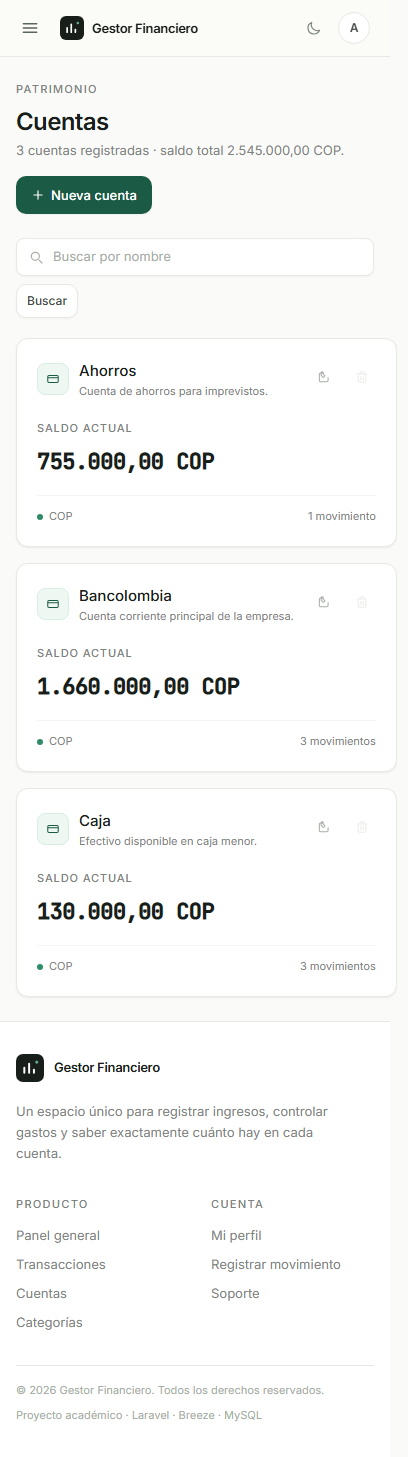 Gestor Financiero
A
PATRIMONIO
Cuentas
3 cuentas registradas · saldo total 2.545.000,00 COP.
+ Nueva cuenta
Buscar por nombre
Buscar
Ahorros
Cuenta de ahorros para imprevistos.
SALDO ACTUAL
755.000,00 COP
COP
1 movimiento
Bancolombia
Cuenta corriente principal de la empresa.
SALDO ACTUAL
1.660.000,00 COP
COP
3 movimientos
Caja
Efectivo disponible en caja menor.
SALDO ACTUAL
130.000,00 COP
COP
3 movimientos
Gestor Financiero
Un espacio único para registrar ingresos, controlar
gastos y saber exactamente cuánto hay en cada
cuenta.
PRODUCTO
Panel general
Transacciones
Cuentas
Categorías
CUENTA
Mi perfil
Registrar movimiento
Soporte
© 2026 Gestor Financiero. Todos los derechos reservados.
Proyecto académico · Laravel · Breeze · MySQL